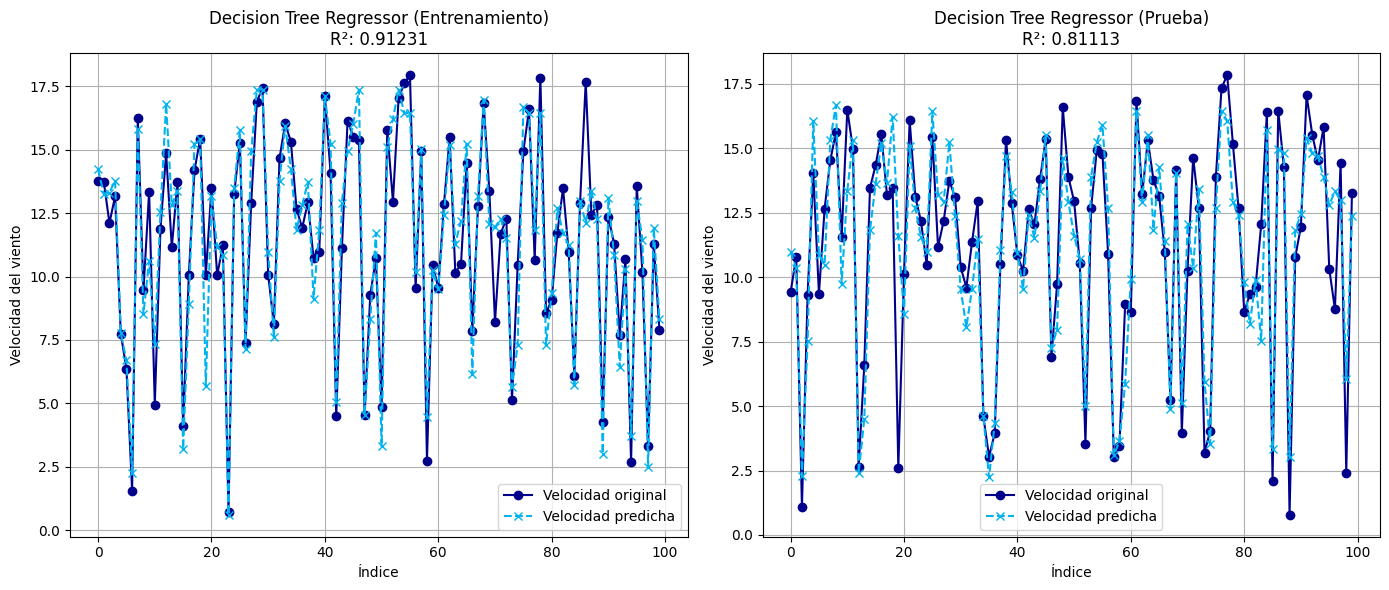 Decision Tree Regressor (Entrenamiento)
R²: 0.91231
Velocidad del viento
17.5
15.0
12.5
10.0
7.5
5.0
2.5
0.0
0 20 40 60 80 100
Índice
Velocidad original
Velocidad predicha
Decision Tree Regressor (Prueba)
R²: 0.81113
Velocidad del viento
17.5
15.0
12.5
10.0
7.5
5.0
2.5
0.0
0 20 40 60 80 100
Índice
Velocidad original
Velocidad predicha